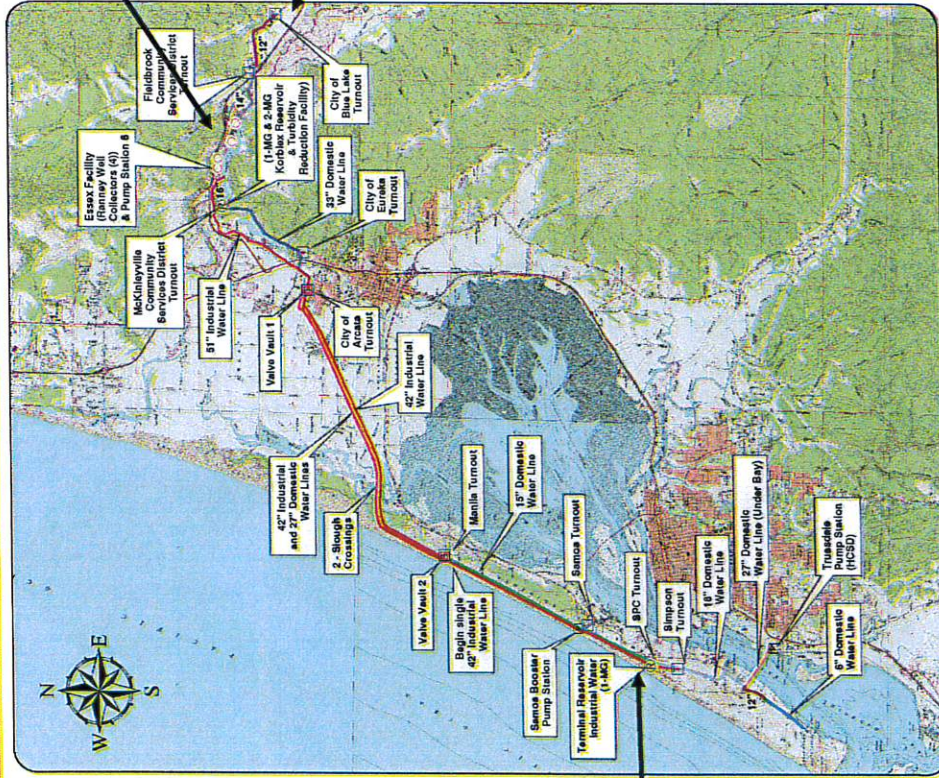 N
W
E
S
Fieldbrook
Community
Services District
Turnout
12"
14"
City of
Blue Lake
Turnout
Essex Facility
(Ranney Well
Collectors (4))
& Pump Station 6
(1-MG & 2-MG
Korblex Reservoir
& Turbidity
Reduction Facility)
McKinleyville
Community
Services District
Turnout
33" Domestic
Water Line
City of
Eureka
Turnout
51" Industrial
Water Line
Valve Vault 1
City of
Arcata
Turnout
42" Industrial
Water Line
42" Industrial
and 27" Domestic
Water Lines
2 - Slough
Crossings
Manila Turnout
15" Domestic
Water Line
Valve Vault 2
Begin single
42" Industrial
Water Line
Samoa Turnout
Samoa Booster
Pump Station
SPC Turnout
Simpson
Turnout
Terminal Reservoir
Industrial Water
(1-MG)
18" Domestic
Water Line
27" Domestic
Water Line (Under Bay)
Truesdale
Pump Station
(HCSD)
12"
6" Domestic
Water Line